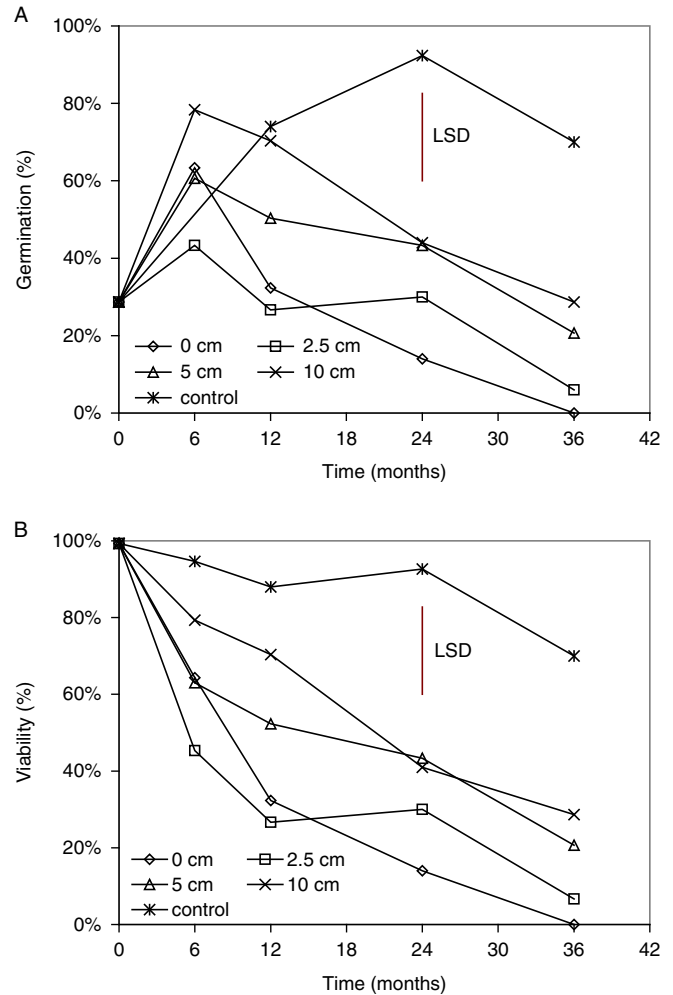 A
100%
80%
60%
40%
20%
0%
Germination (%)
LSD
0 cm 2.5 cm
5 cm 10 cm
control
0 6 12 18 24 30 36 42
Time (months)
B
100%
80%
60%
40%
20%
0%
Viability (%)
LSD
0 cm 2.5 cm
5 cm 10 cm
control
0 6 12 18 24 30 36 42
Time (months)